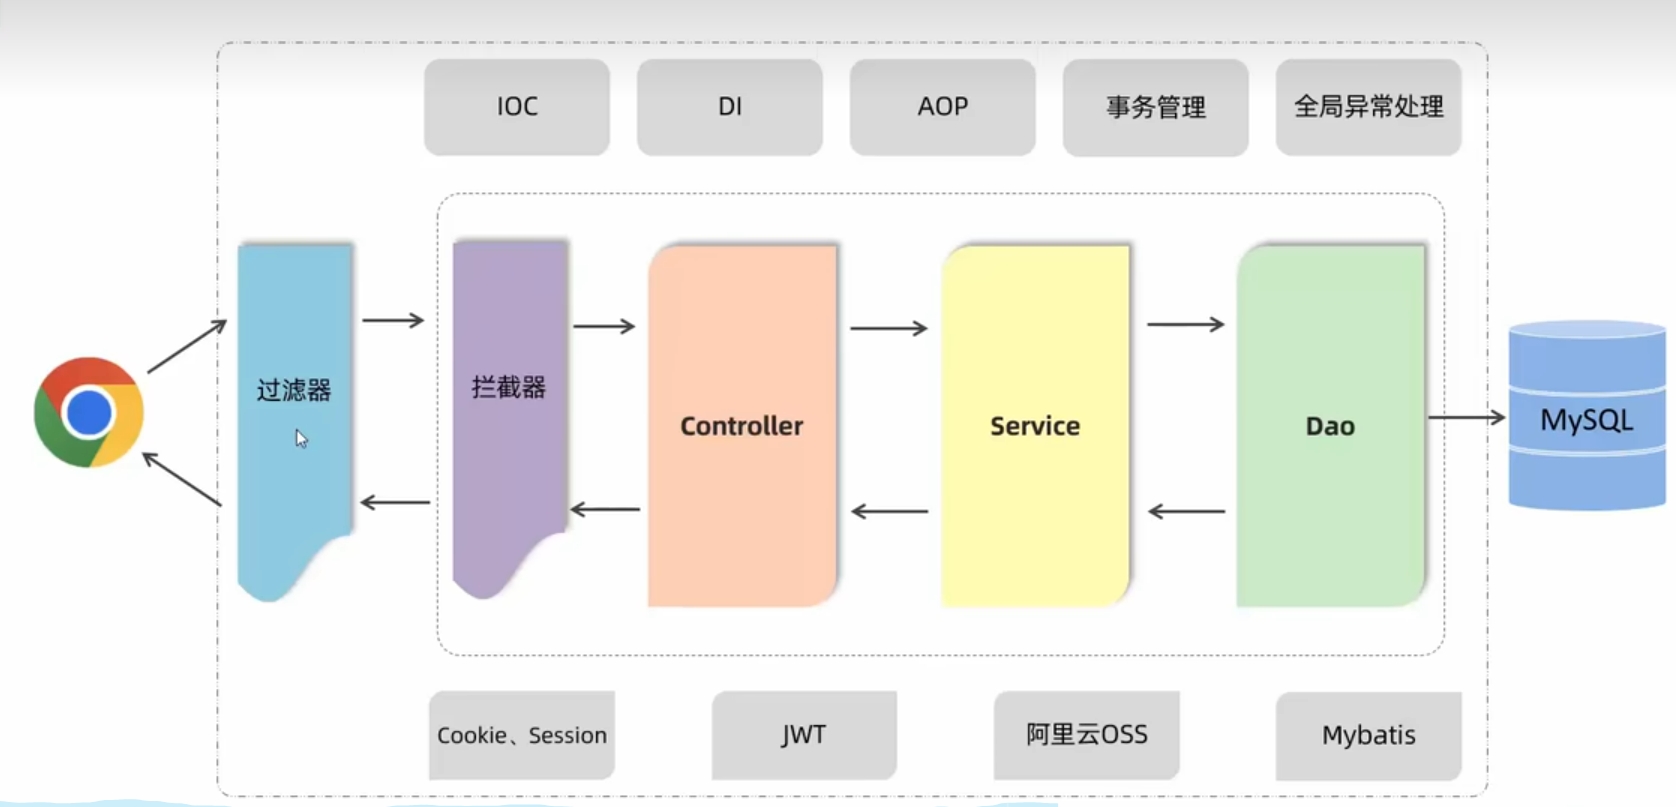 IOC
DI
AOP
事务管理
全局异常处理
过滤器
拦截器
Controller
Service
Dao
MySQL
Cookie、Session
JWT
阿里云OSS
Mybatis